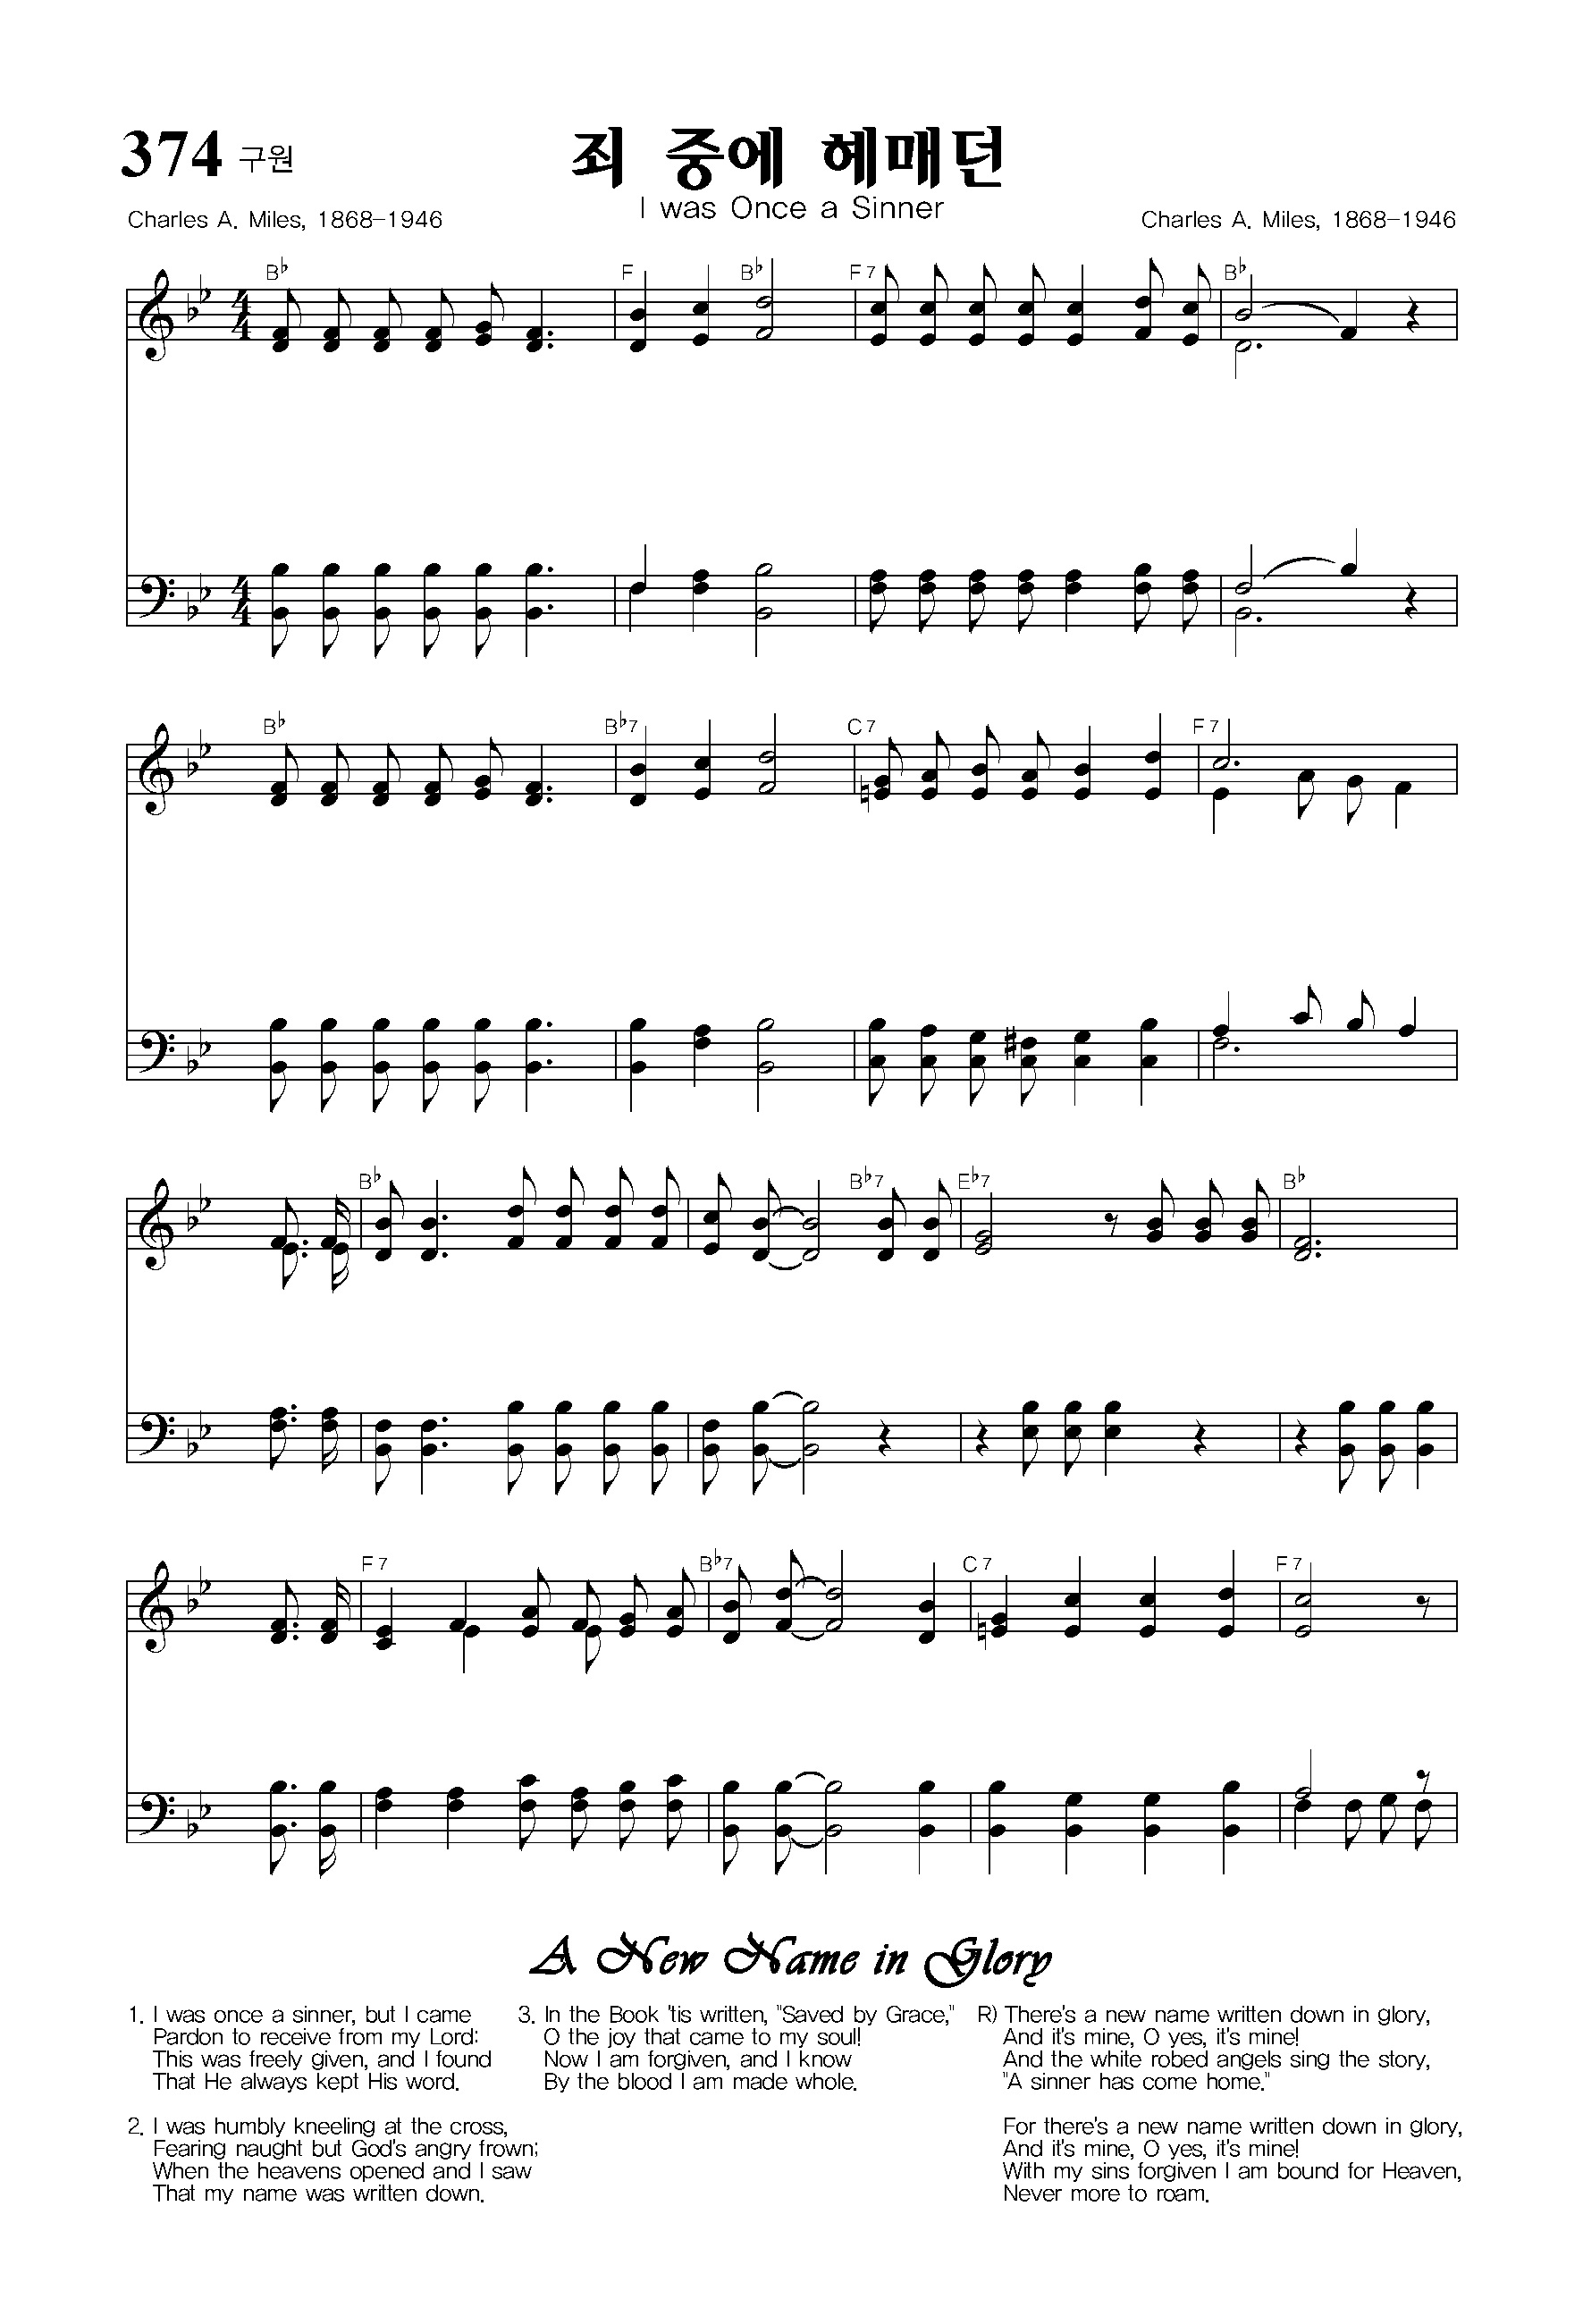 374 구원
죄 중에 헤매던
I was Once a Sinner
Charles A. Miles, 1868-1946
Charles A. Miles, 1868-1946
B♭ F B♭ F7 B♭
B♭ B♭7 C7 F7
B♭ B♭7 E♭7 B♭
F7 B♭7 C7 F7
A New Name in Glory
1. I was once a sinner, but I came
Pardon to receive from my Lord:
This was freely given, and I found
That He always kept His word.
2. I was humbly kneeling at the cross,
Fearing naught but God's angry frown;
When the heavens opened and I saw
That my name was written down.
3. In the Book 'tis written, "Saved by Grace,"
O the joy that came to my soul!
Now I am forgiven, and I know
By the blood I am made whole.
R) There's a new name written down in glory,
And it's mine, O yes, it's mine!
And the white robed angels sing the story,
"A sinner has come home."
For there's a new name written down in glory,
And it's mine, O yes, it's mine!
With my sins forgiven I am bound for Heaven,
Never more to roam.